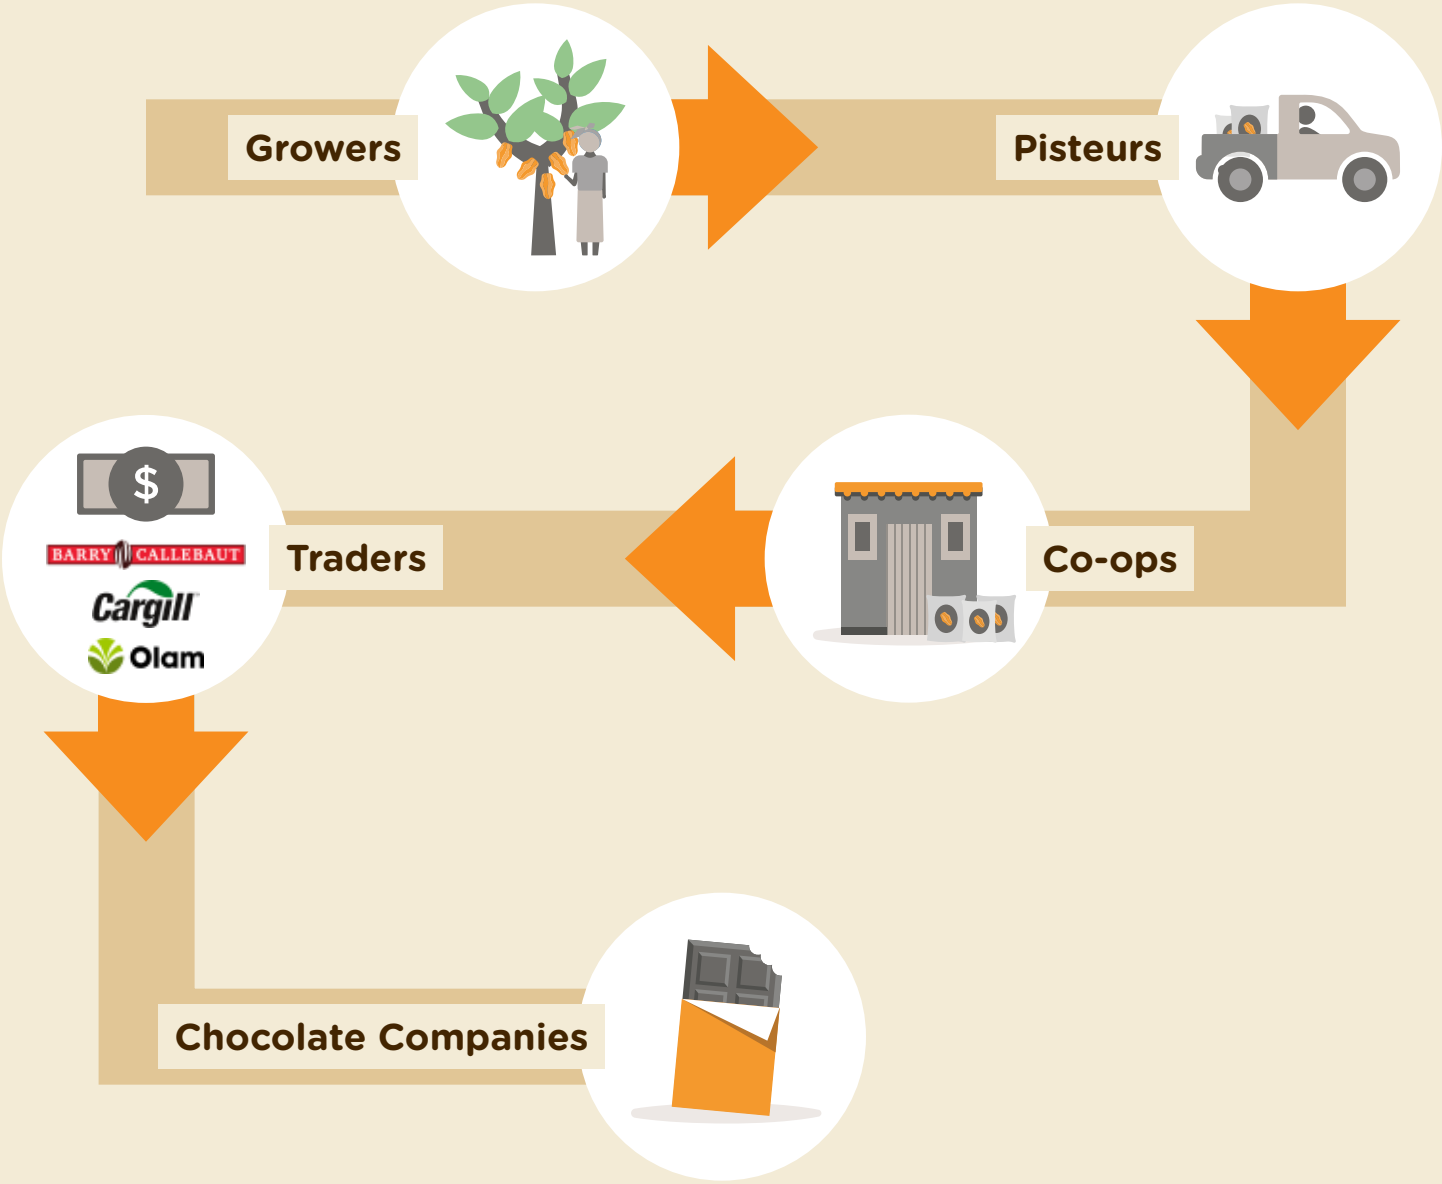 Growers
Pisteurs
Co-ops
$
Traders
BARRY CALLEBAUT
Cargill
Olam
Chocolate Companies